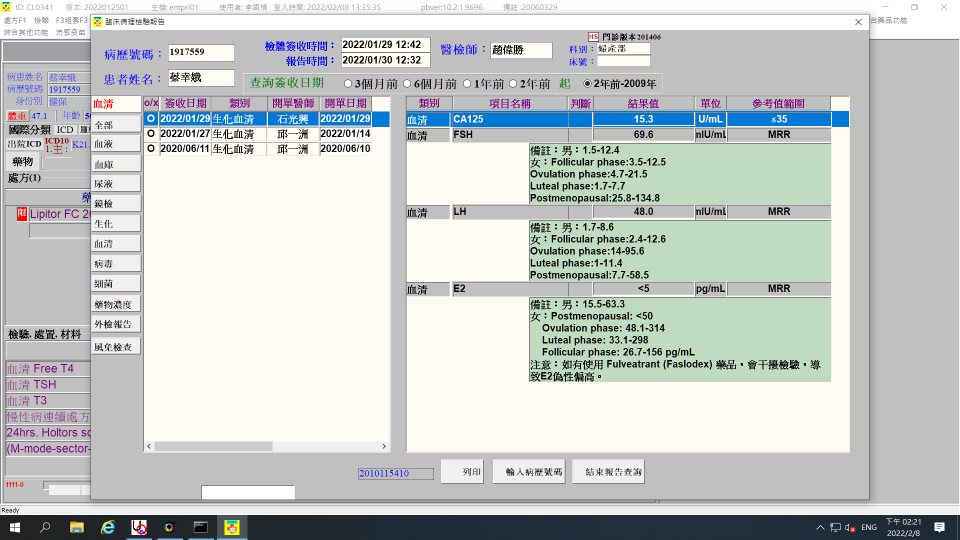 ID: CL0341 版本: 2022012501 主機: entpri01 使用者: 李國禎 登入時間: 2022/02/08 13:35:35 pbver:10.2.1.9696 備註:20060329
處方F1 檢驗 F3組套F3
綜合其他功能 流感疫苗
臨床病理檢驗報告
病歷號碼: 1917559
檢體簽收時間: 2022/01/29 12:42
報告時間: 2022/01/30 12:32
醫檢師: 趙偉勝
HS 門診版本201406
科別: 婦產部
床號:
患者姓名: 蔡幸娥
查詢簽收日期 3個月前 6個月前 1年前 2年前 起 2年前-2009年
病患姓名 蔡幸娥
病歷號碼 1917559
身份別 健保
體重 47.1 年齡
國際分類 ICD
出院ICD ICD10 1.主: K21.
藥物
處方(1)
限 Lipitor FC 20
檢驗, 處置, 材料
血清 Free T4
血清 TSH
血清 T3
慢性病連續處方
24hrs. Holtors sc
(M-mode-sector-
1111-0
血清
全部
血液
血庫
尿液
鏡檢
生化
血清
病毒
細菌
藥物濃度
外檢報告
風免檢查
o/x 簽收日期 類別 開單醫師 開單日期
O 2022/01/29 生化血清 石光興 2022/01/29
O 2022/01/27 生化血清 邱一洲 2022/01/14
O 2020/06/11 生化血清 邱一洲 2020/06/10
類別 項目名稱 判斷 結果值 單位 參考值範圍
血清 CA125 15.3 U/mL ≤35
血清 FSH 69.6 mIU/mL MRR
備註：男：1.5-12.4
女：Follicular phase:3.5-12.5
Ovulation phase:4.7-21.5
Luteal phase:1.7-7.7
Postmenopausal:25.8-134.8
血清 LH 48.0 mIU/mL MRR
備註：男：1.7-8.6
女：Follicular phase:2.4-12.6
Ovulation phase:14-95.6
Luteal phase:1-11.4
Postmenopausal:7.7-58.5
血清 E2 <5 pg/mL MRR
備註：男：15.5-63.3
女：Postmenopausal: <50
Ovulation phase: 48.1-314
Luteal phase: 33.1-298
Follicular phase: 26.7-156 pg/mL
注意：如有使用 Fulveatrant (Faslodex) 藥品，會干擾檢驗，導
致E2偽性偏高。
2010115410 列印 輸入病歷號碼 結束報告查詢
Ready
ENG 下午 02:21
2022/2/8